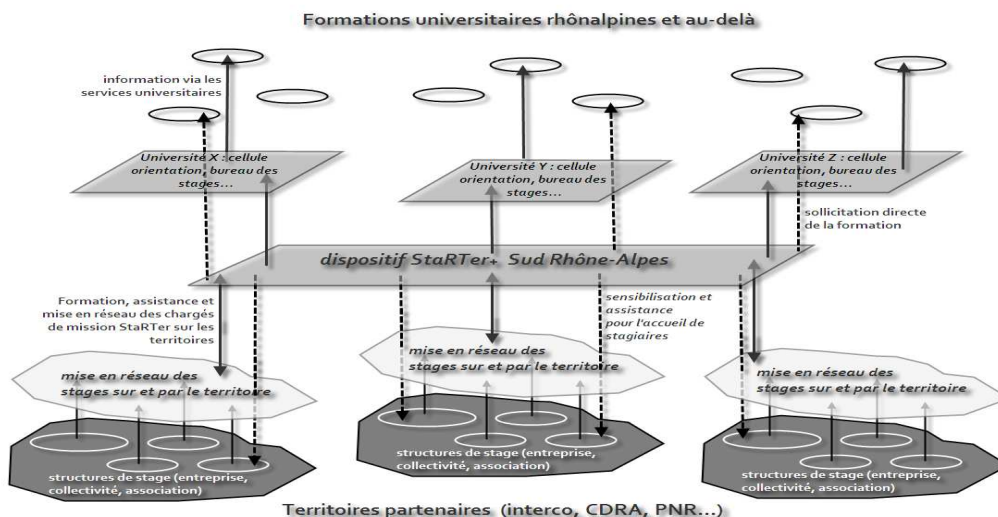 Formations universitaires rhônalpines et au-delà
information via les
services universitaires
Université X : cellule
orientation, bureau des
stages...
Université Y : cellule
orientation, bureau des
stages...
Université Z : cellule
orientation, bureau des
stages...
sollicitation directe
de la formation
dispositif StaRTer+ Sud Rhône-Alpes
Formation, assistance et
mise en réseau des chargés
de mission StaRTer sur les
territoires
sensibilisation et
assistance
pour l'accueil de
stagiaires
mise en réseau des
stages sur et par le territoire
mise en réseau des
stages sur et par le territoire
mise en réseau des
stages sur et par le territoire
structures de stage (entreprise,
collectivité, association)
structures de stage (entreprise,
collectivité, association)
structures de stage (entreprise,
collectivité, association)
Territoires partenaires (interco, CDRA, PNR...)